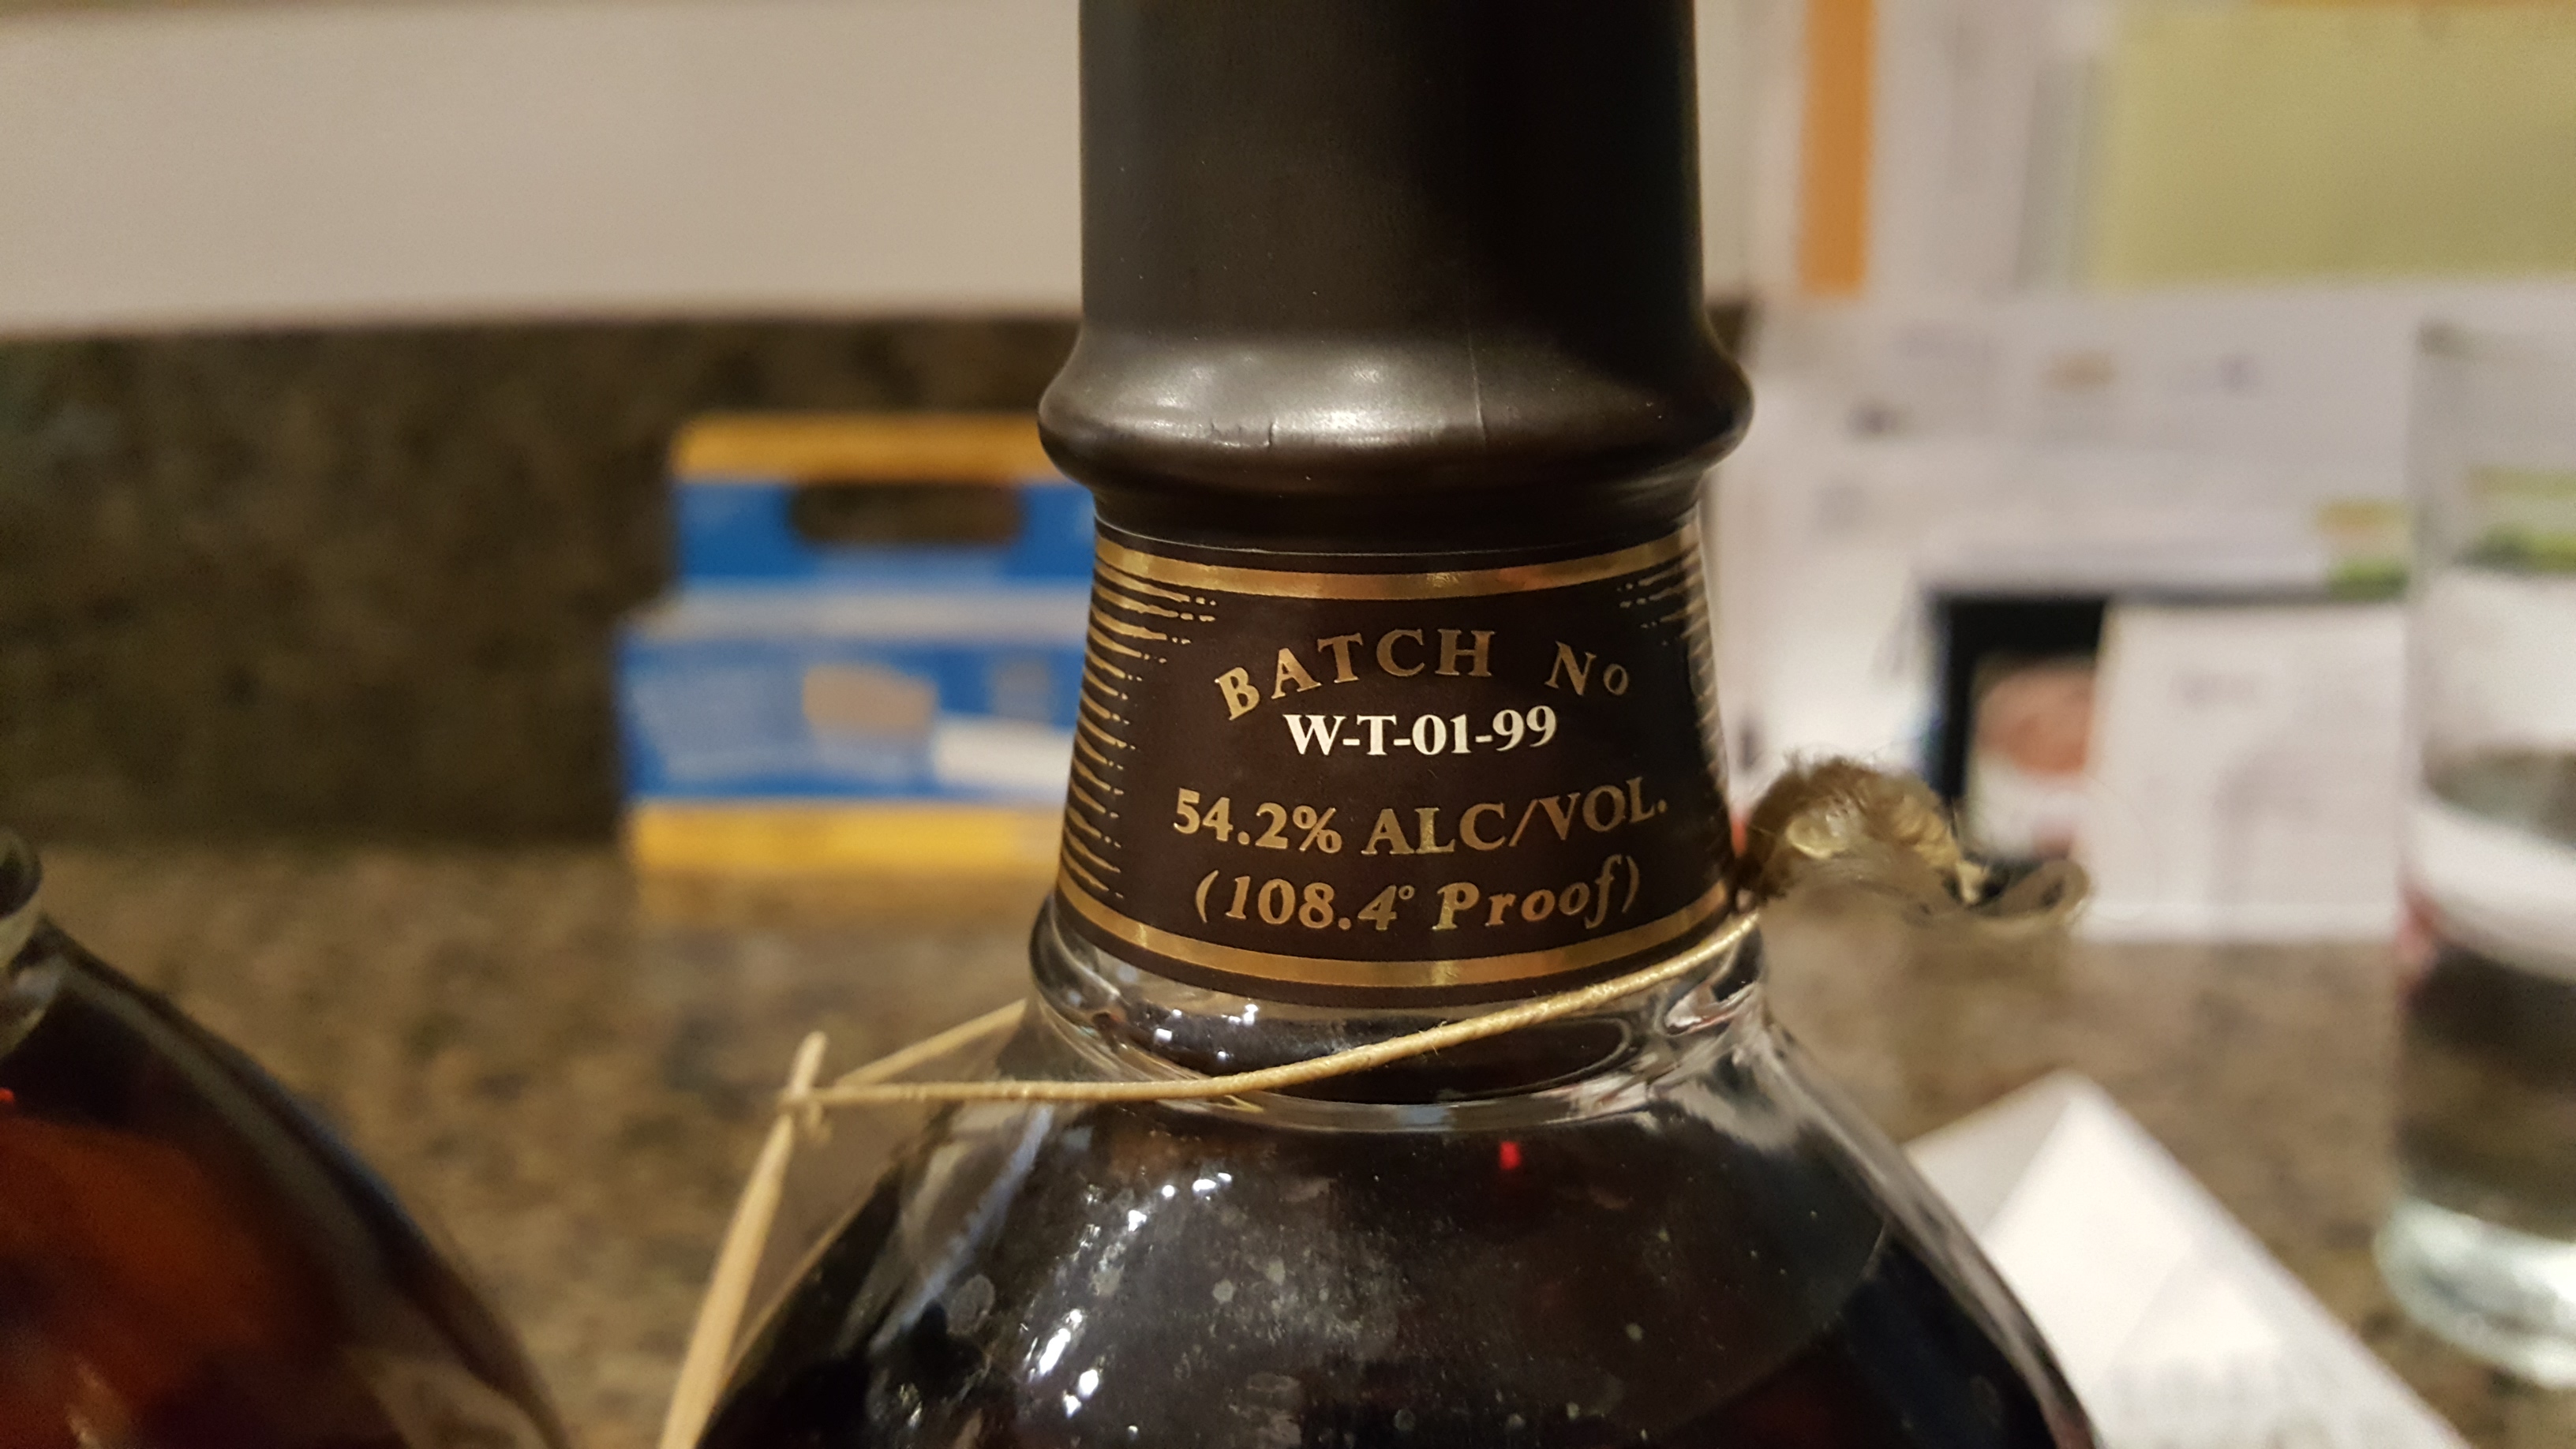 BATCH No
W-T-01-99
54.2% ALC/VOL.
(108.4° Proof)